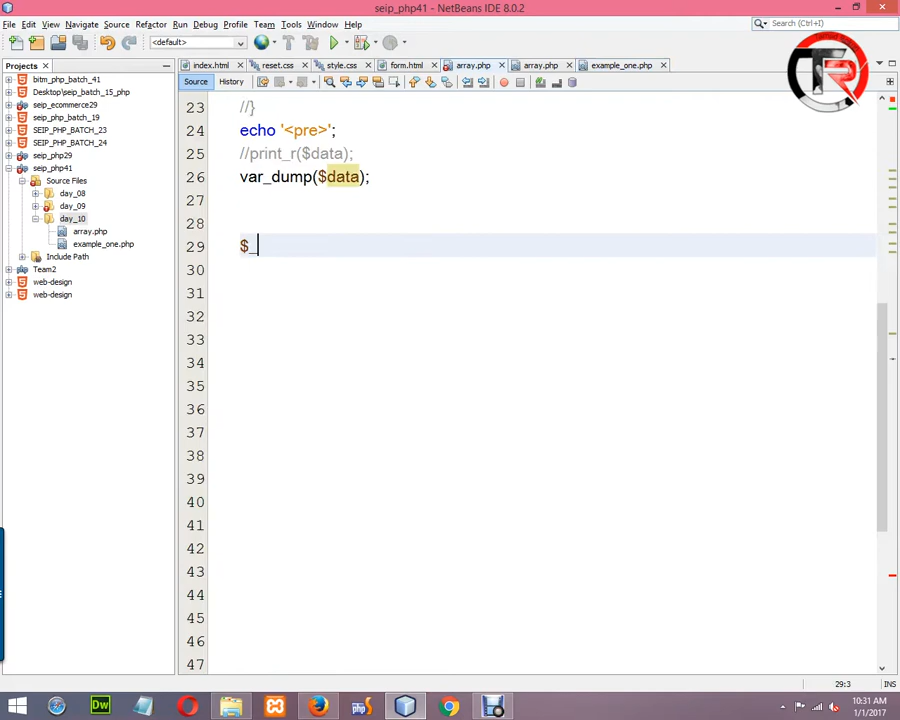 seip_php41 - NetBeans IDE 8.0.2
File Edit View Navigate Source Refactor Run Debug Profile Team Tools Window Help
Search (Ctrl+I)
<default>
Projects
index.html reset.css style.css form.html array.php array.php example_one.php
Source History
bitm_php_batch_41
Desktop\seip_batch_15_php
seip_ecommerce29
seip_php_batch_19
SEIP_PHP_BATCH_23
SEIP_PHP_BATCH_24
seip_php29
seip_php41
Source Files
day_08
day_09
day_10
array.php
example_one.php
Include Path
Team2
web-design
web-design
23 //}
24 echo '<pre>';
25 //print_r($data);
26 var_dump($data);
27
28
29 $_
30
31
32
33
34
35
36
37
38
39
40
41
42
43
44
45
46
47
29:3 INS
Dw
php
10:31 AM
1/1/2017